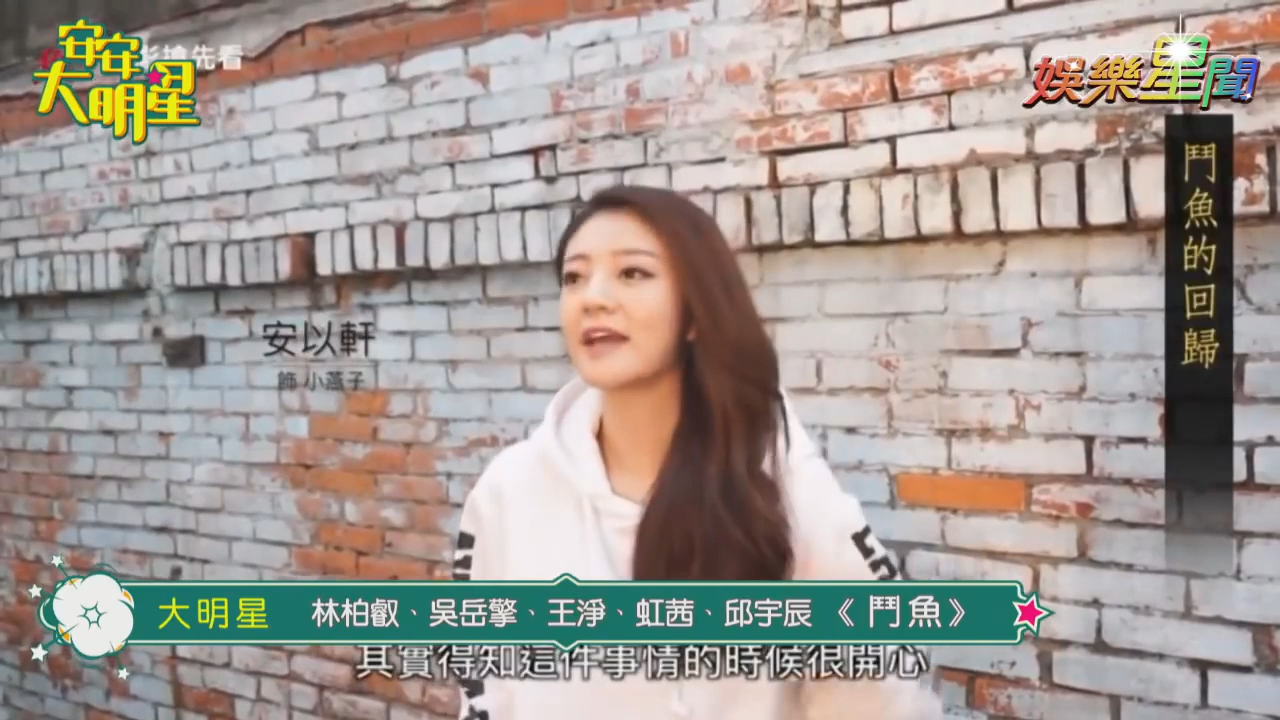 安安
大明星
搶先看
娛樂星聞
鬥魚的回歸
安以軒
飾 小燕子
大明星 林柏叡、吳岳擎、王淨、虹茜、邱宇辰《鬥魚》
其實得知這件事情的時候很開心